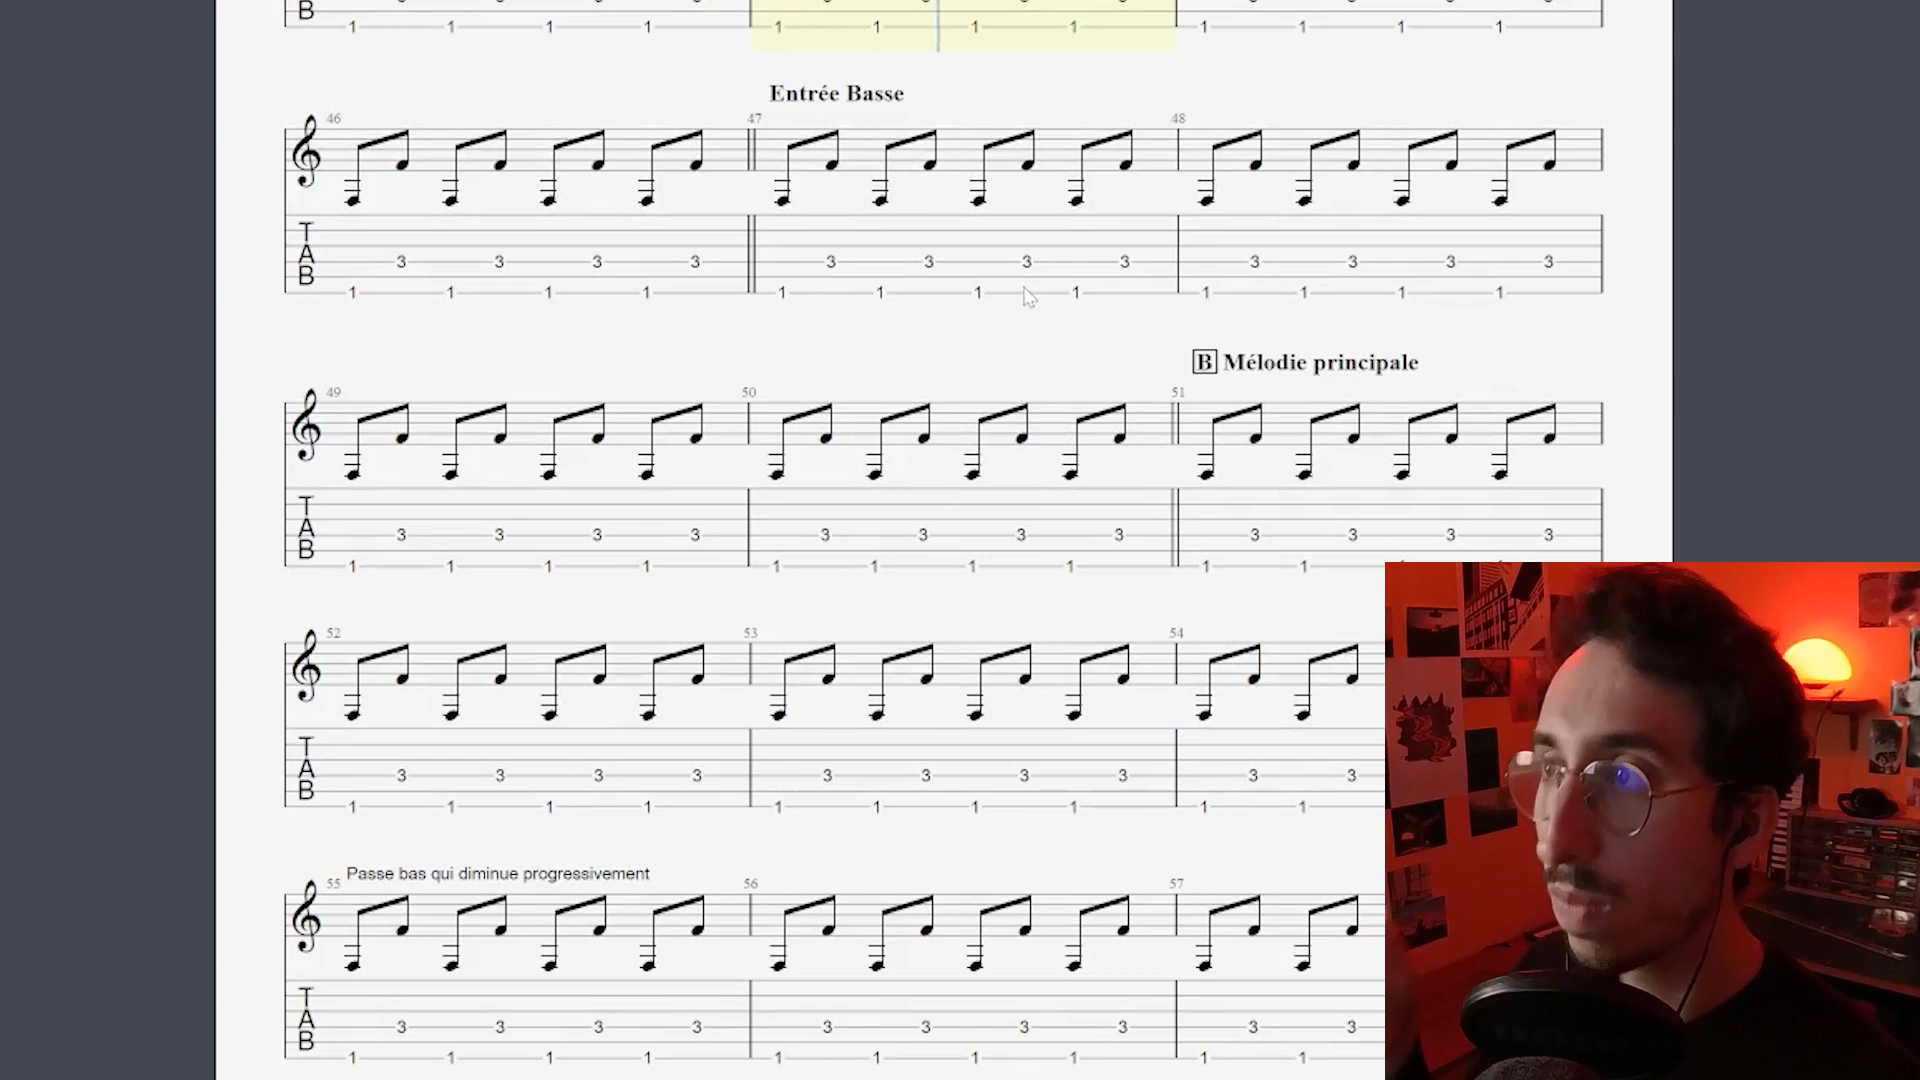 B
1 1 1 1 1 1 1 1 1 1 1 1
Entrée Basse
46 47 48
T
A 3 3 3 3 3 3 3 3 3 3 3 3
B
1 1 1 1 1 1 1 1 1 1 1 1
B Mélodie principale
49 50 51
T
A 3 3 3 3 3 3 3 3 3 3 3 3
B
1 1 1 1 1 1 1 1 1 1
52 53 54
T
A 3 3 3 3 3 3 3 3 3 3
B
1 1 1 1 1 1 1 1 1 1
Passe bas qui diminue progressivement
55 56 57
T
A 3 3 3 3 3 3 3 3 3 3
B
1 1 1 1 1 1 1 1 1 1